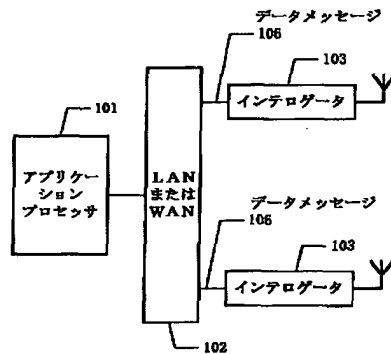 データメッセージ
106
103
インテロゲータ
101
アプリケー
ション
プロセッサ
LAN
または
WAN
データメッセージ
106
103
インテロゲータ
102